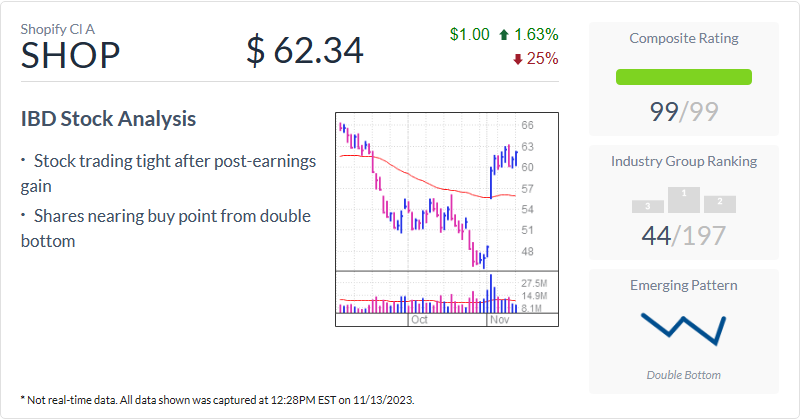 Shopify Cl A
SHOP
$ 62.34
$1.00 1.63%
25%
IBD Stock Analysis
• Stock trading tight after post-earnings
gain
• Shares nearing buy point from double
bottom
66
63
60
57
54
51
48
27.5M
14.9M
8.1M
Oct
Nov
Composite Rating
99/99
Industry Group Ranking
3
1
2
44/197
Emerging Pattern
Double Bottom
* Not real-time data. All data shown was captured at 12:28PM EST on 11/13/2023.